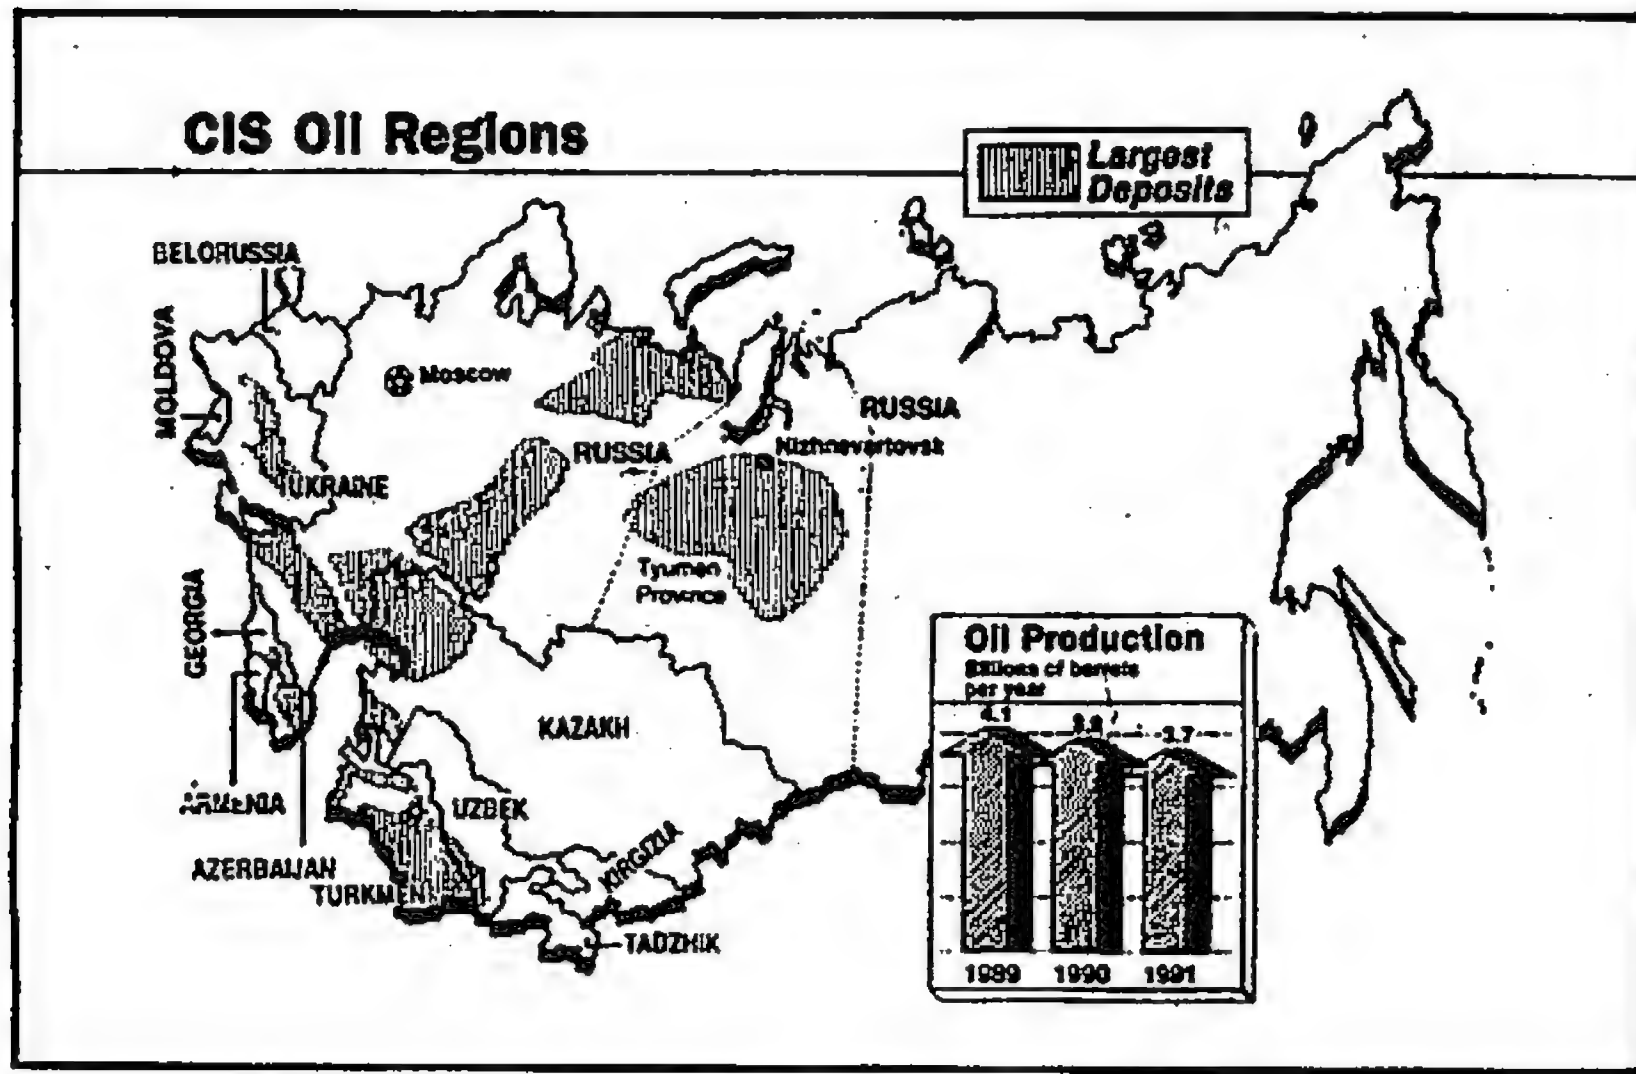 CIS Oil Regions
Largest
Deposits
BELORUSSIA
MOLDOVA
Moscow
RUSSIA
RUSSIA
Nizhnevartovsk
UKRAINE
Tyumen
Province
GEORGIA
KAZAKH
ARMENIA
UZBEK
AZERBAIJAN
KIRGIZIA
TURKMEN
TADZHIK
Oil Production
Billions of barrels
per year
4.1
3.7
1989
1990
1991